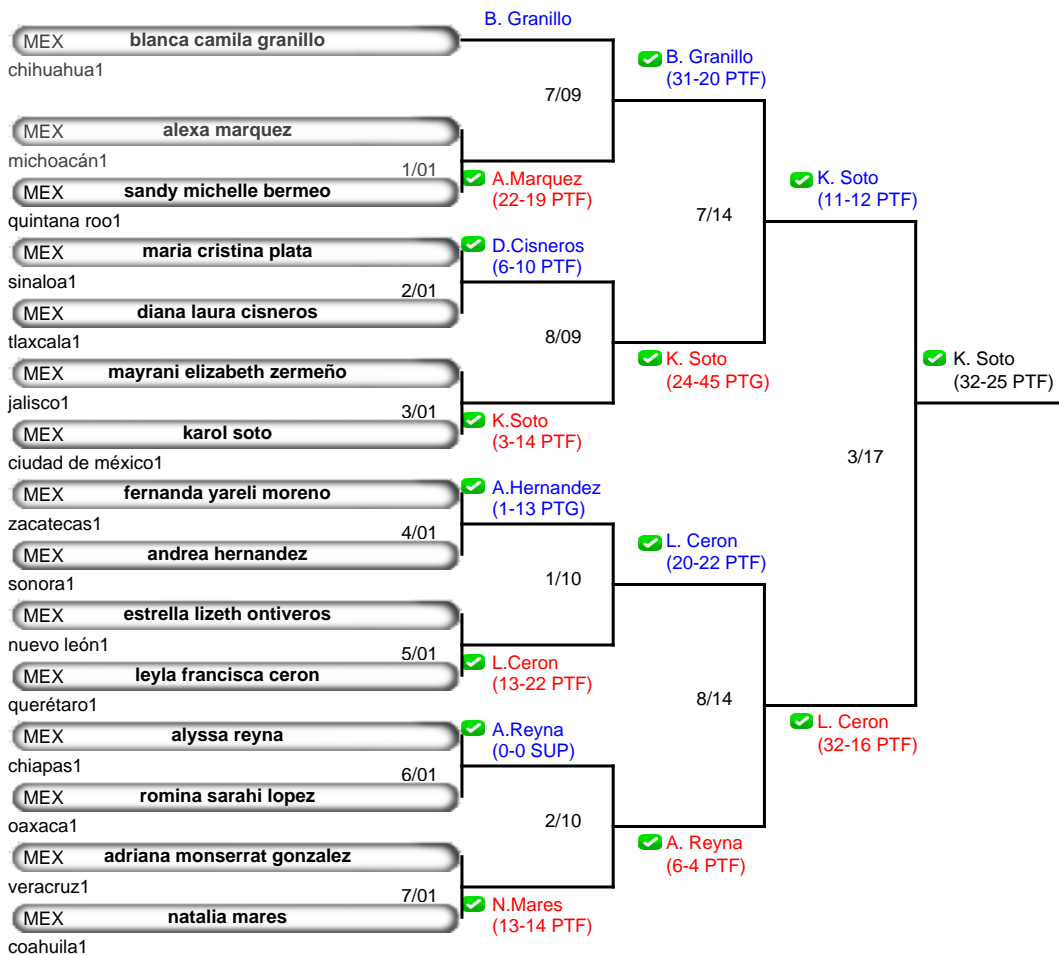 B. Granillo
MEX blanca camila granillo
chihuahua1
B. Granillo
(31-20 PTF)
7/09
MEX alexa marquez
michoacán1
1/01
A.Marquez
(22-19 PTF)
MEX sandy michelle bermeo
quintana roo1
K. Soto
(11-12 PTF)
7/14
MEX maria cristina plata
sinaloa1
D.Cisneros
(6-10 PTF)
2/01
MEX diana laura cisneros
tlaxcala1
8/09
K. Soto
(24-45 PTG)
MEX mayrani elizabeth zermeño
jalisco1
3/01
K.Soto
(3-14 PTF)
MEX karol soto
ciudad de méxico1
K. Soto
(32-25 PTF)
3/17
MEX fernanda yareli moreno
zacatecas1
A.Hernandez
(1-13 PTG)
4/01
MEX andrea hernandez
sonora1
L. Ceron
(20-22 PTF)
1/10
MEX estrella lizeth ontiveros
nuevo león1
5/01
L.Ceron
(13-22 PTF)
MEX leyla francisca ceron
querétaro1
8/14
L. Ceron
(32-16 PTF)
MEX alyssa reyna
chiapas1
A.Reyna
(0-0 SUP)
6/01
MEX romina sarahi lopez
oaxaca1
2/10
A. Reyna
(6-4 PTF)
MEX adriana monserrat gonzalez
veracruz1
7/01
N.Mares
(13-14 PTF)
MEX natalia mares
coahuila1